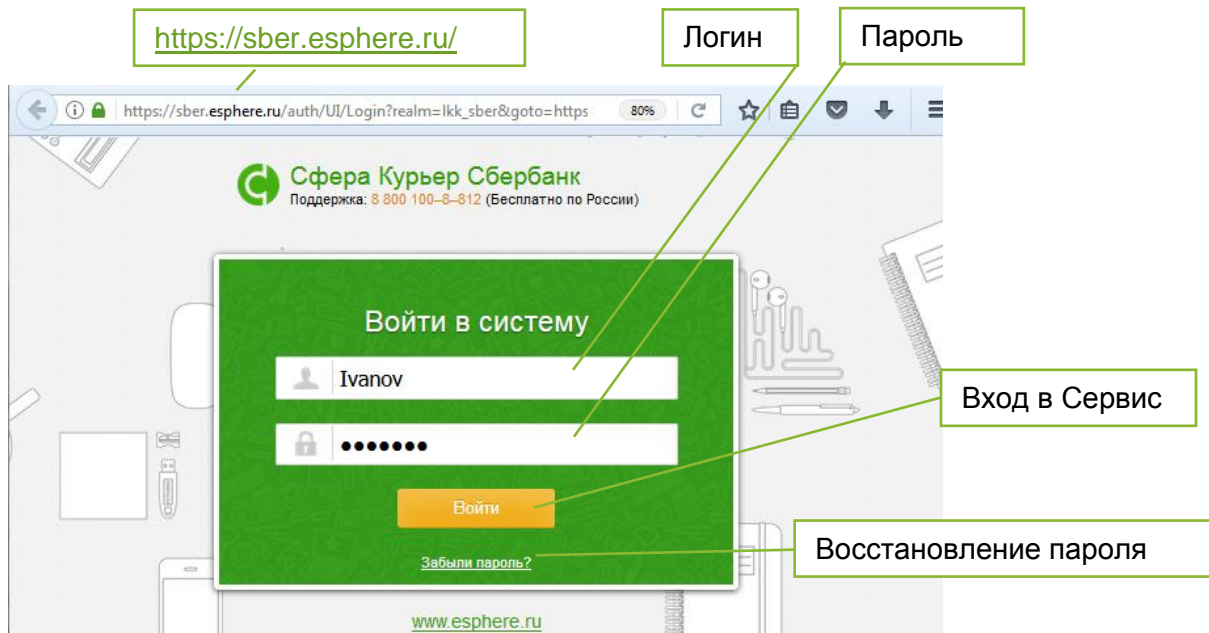 https://sber.esphere.ru/
Логин
Пароль
https://sber.esphere.ru/auth/UI/Login?realm=lkk_sber&goto=https
80%
Сфера Курьер Сбербанк
Поддержка: 8 800 100–8–812 (Бесплатно по России)
Войти в систему
Ivanov
●●●●●●●
Вход в Сервис
Войти
Восстановление пароля
Забыли пароль?
www.esphere.ru